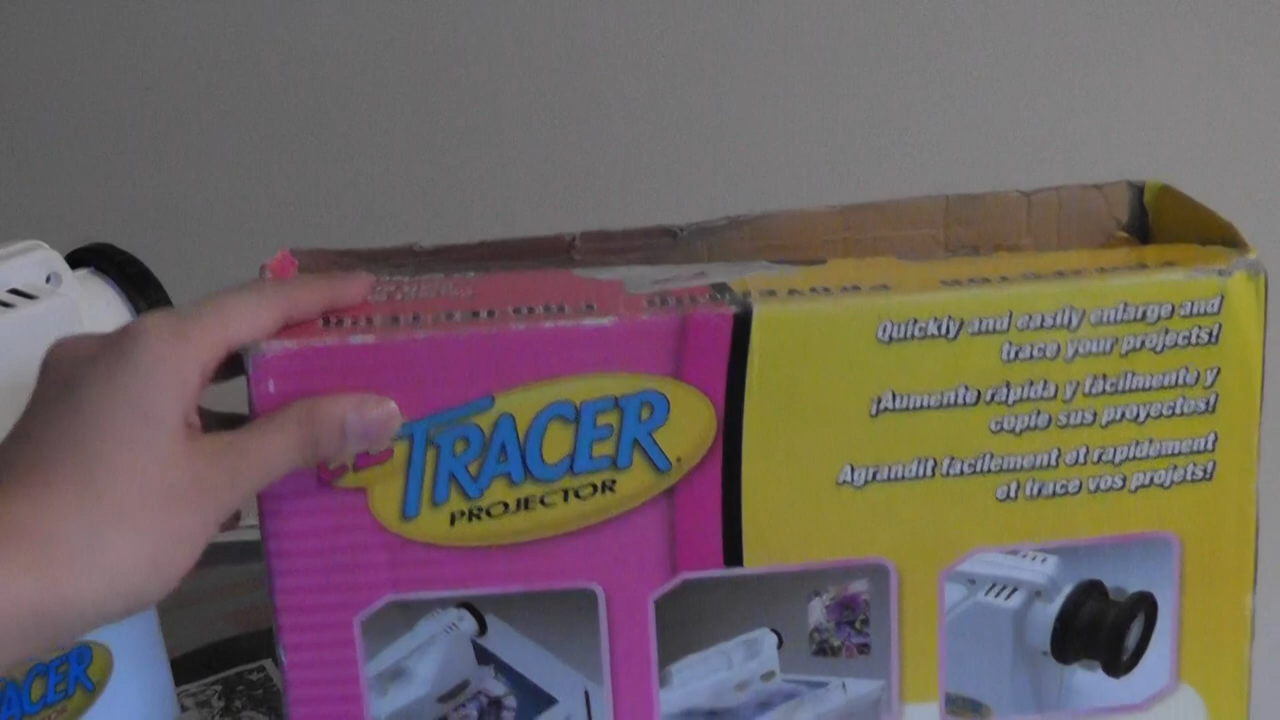 TRACER
PROJECTOR
Quickly and easily enlarge and
trace your projects!
¡Aumente rápida y fácilmente y
copie sus proyectos!
Agrandit facilement et rapidement
et trace vos projets!
ACER